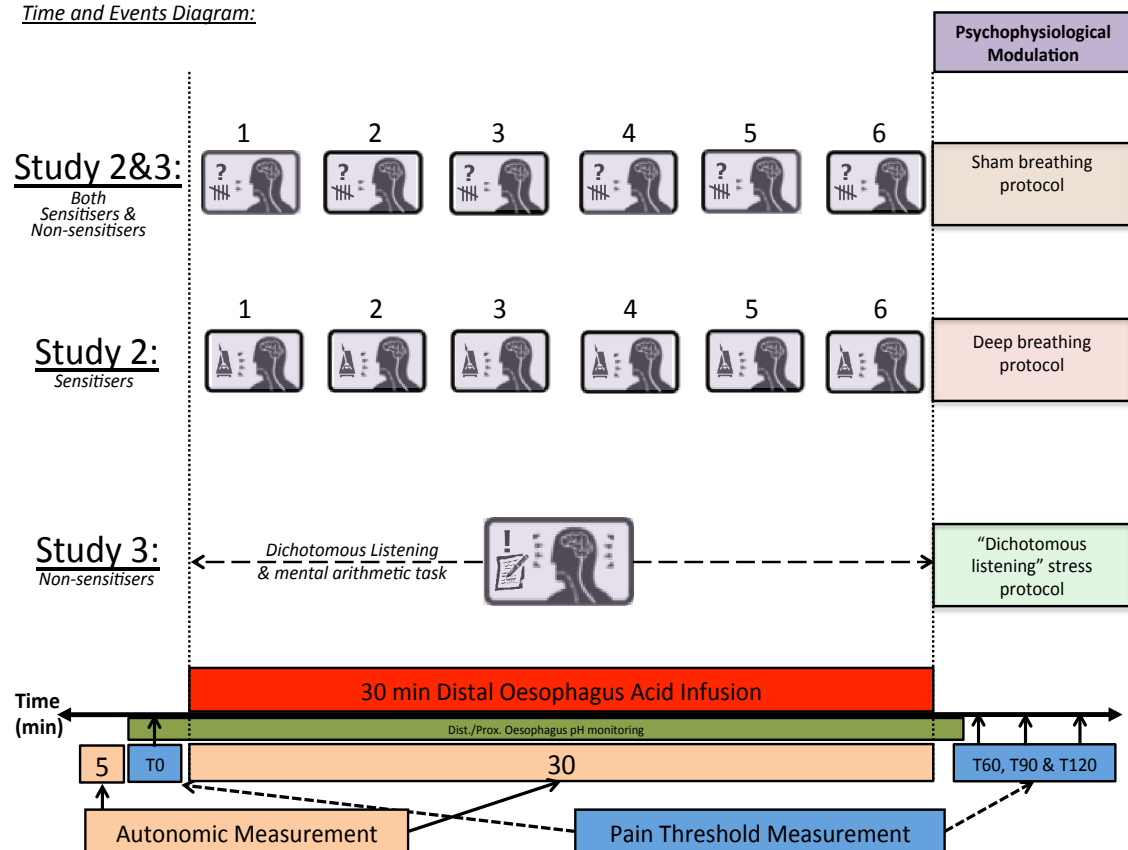 Time and Events Diagram:
Psychophysiological
Modulation
1 2 3 4 5 6
Study 2&3:
Both
Sensitisers &
Non-sensitisers
? ? ? ? ? ?
Sham breathing
protocol
1 2 3 4 5 6
Study 2:
Sensitisers
Deep breathing
protocol
Study 3:
Non-sensitisers
Dichotomous Listening
& mental arithmetic task
!
"Dichotomous
listening" stress
protocol
30 min Distal Oesophagus Acid Infusion
Time
(min)
Dist./Prox. Oesophagus pH monitoring
5 T0 30 T60, T90 & T120
Autonomic Measurement Pain Threshold Measurement